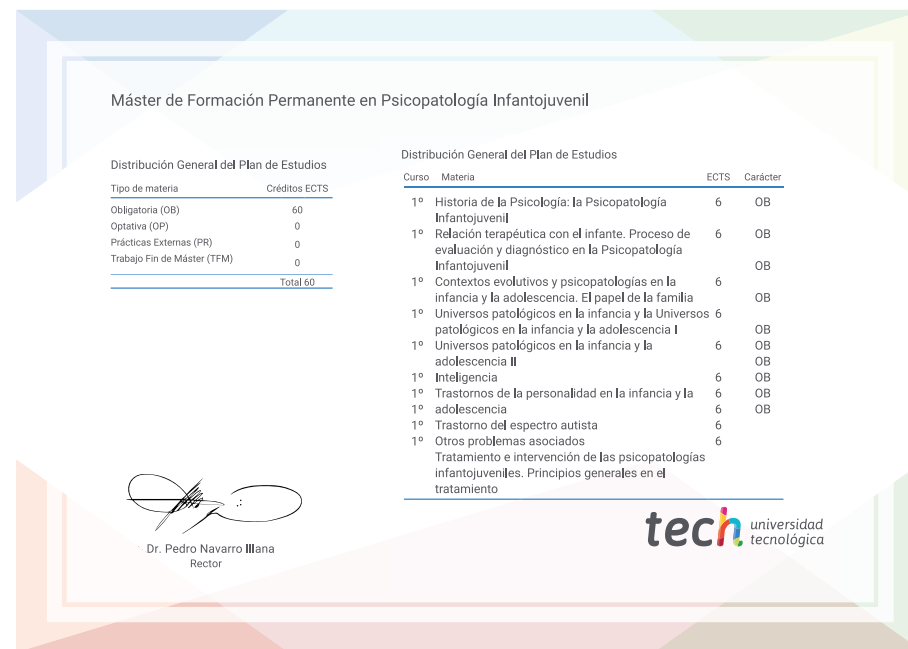 Máster de Formación Permanente en Psicopatología Infantojuvenil
Distribución General del Plan de Estudios
Tipo de materia Créditos ECTS
Obligatoria (OB) 60
Optativa (OP) 0
Prácticas Externas (PR) 0
Trabajo Fin de Máster (TFM) 0
Total 60
Distribución General del Plan de Estudios
Curso Materia ECTS Carácter
1º Historia de la Psicología: la Psicopatología 6 OB
Infantojuvenil
1º Relación terapéutica con el infante. Proceso de 6 OB
evaluación y diagnóstico en la Psicopatología
Infantojuvenil OB
1º Contextos evolutivos y psicopatologías en la 6
infancia y la adolescencia. El papel de la familia OB
1º Universos patológicos en la infancia y la Universos 6
patológicos en la infancia y la adolescencia I OB
1º Universos patológicos en la infancia y la 6 OB
adolescencia II OB
1º Inteligencia 6 OB
1º Trastornos de la personalidad en la infancia y la 6 OB
1º adolescencia 6 OB
1º Trastorno del espectro autista 6
1º Otros problemas asociados 6
Tratamiento e intervención de las psicopatologías
infantojuveniles. Principios generales en el
tratamiento
Dr. Pedro Navarro Illana
Rector
tech universidad
tecnológica